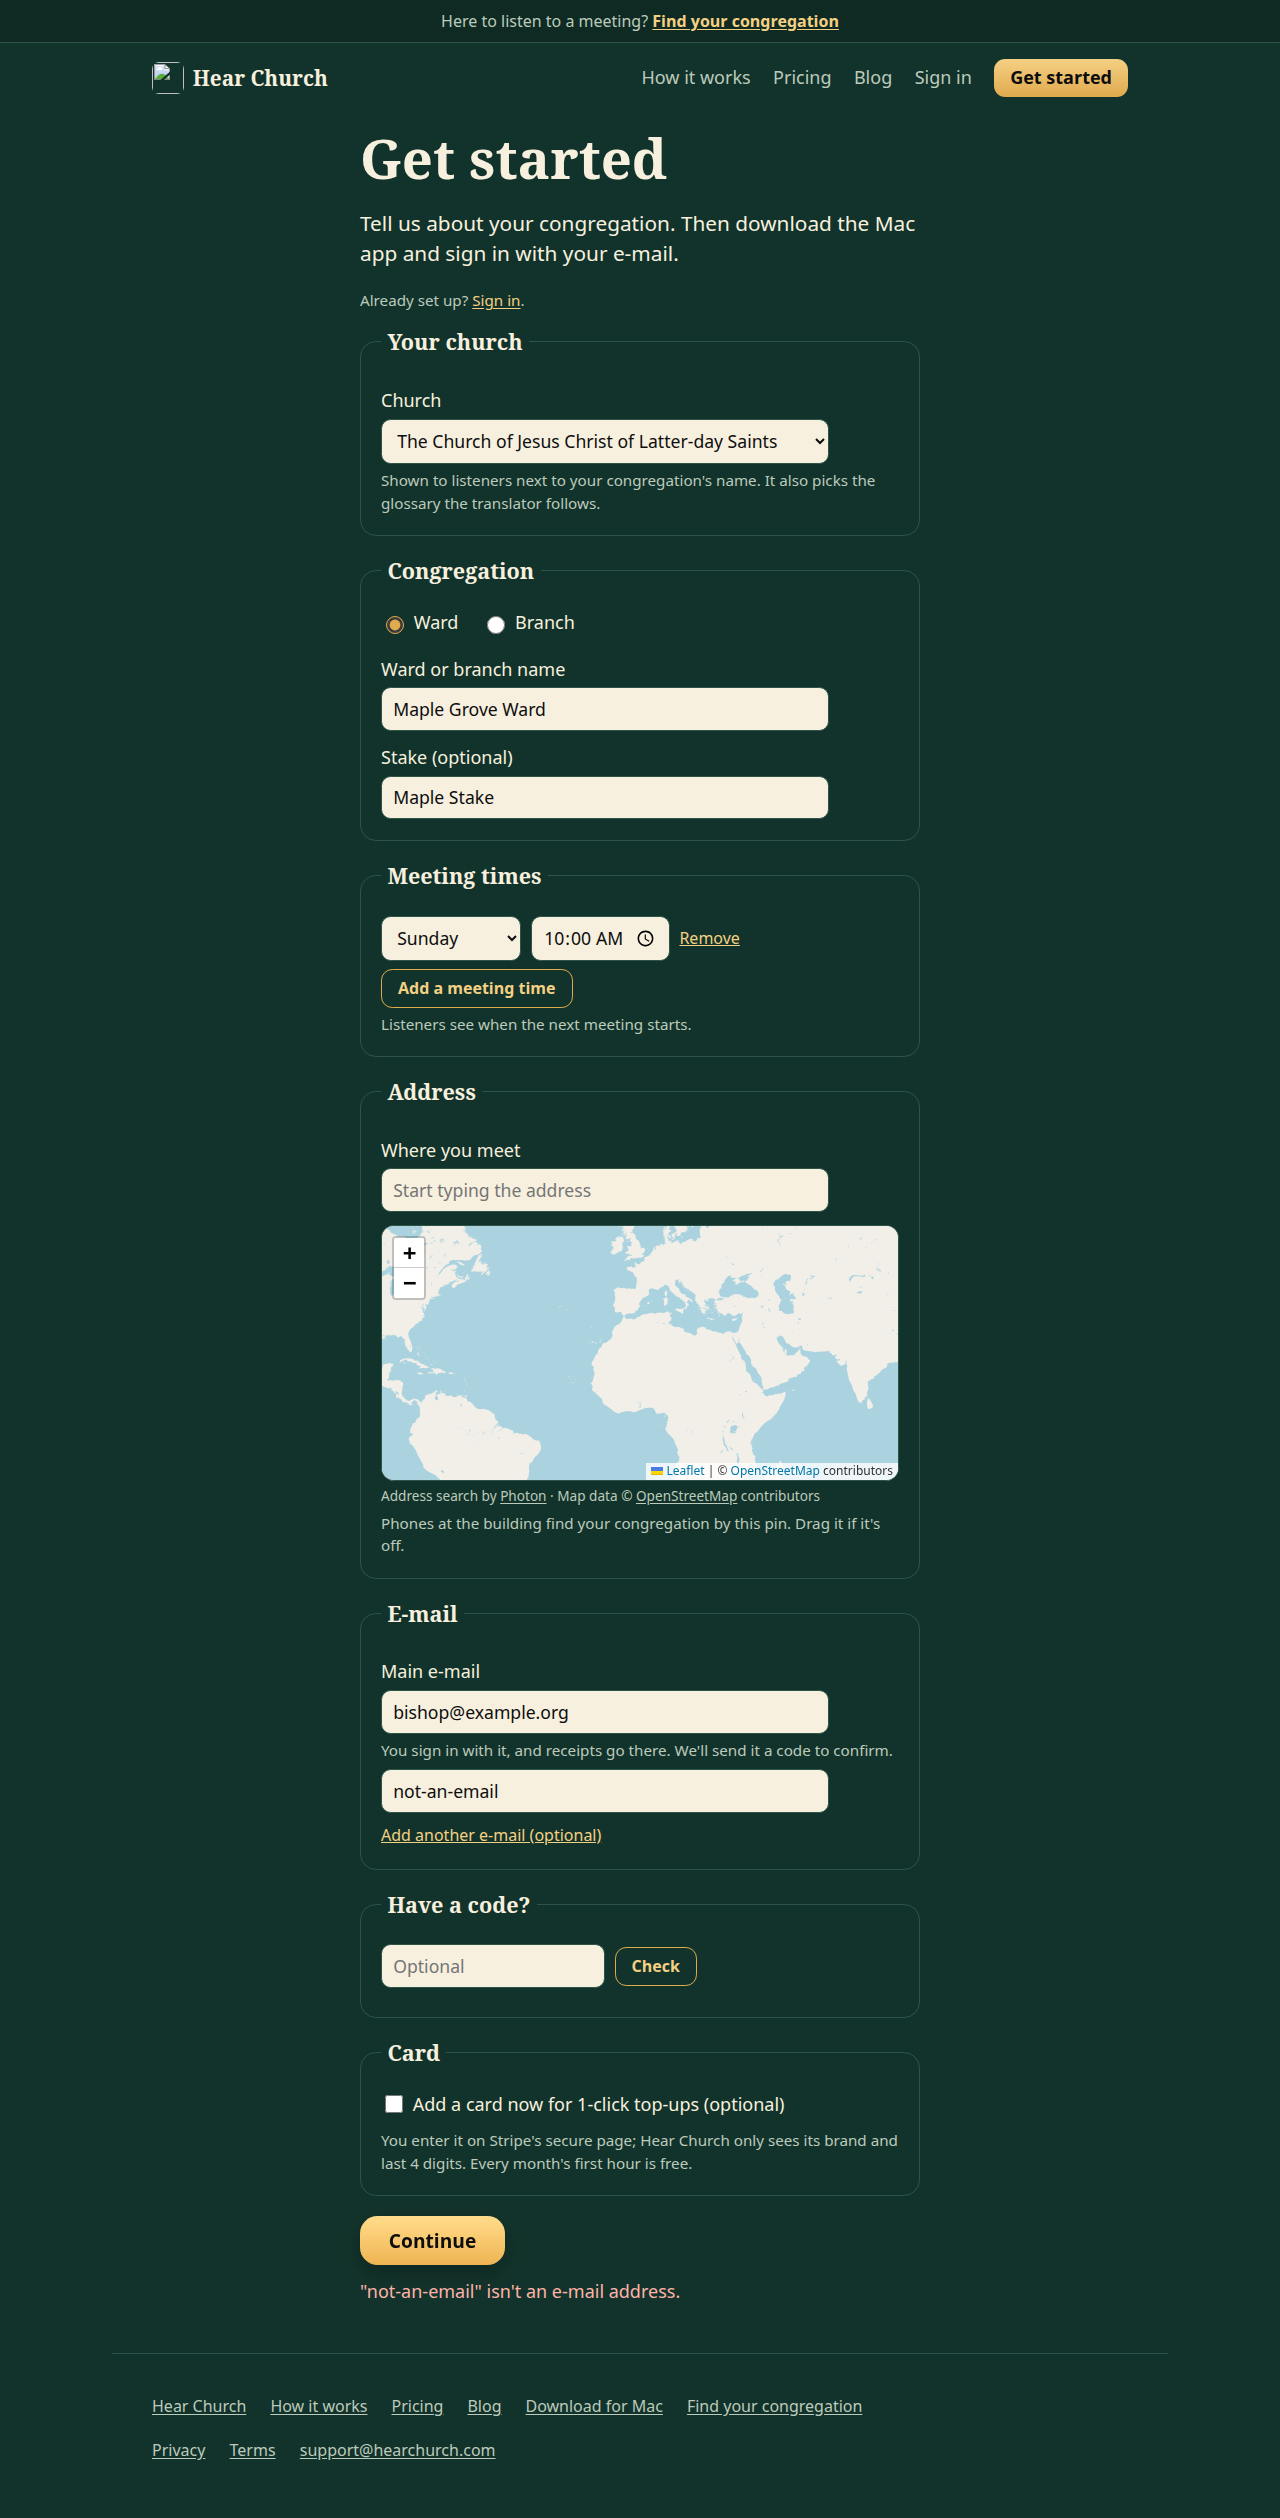 Here to listen to a meeting? Find your congregation
Hear Church
How it works Pricing Blog Sign in Get started
Get started
Tell us about your congregation. Then download the Mac
app and sign in with your e-mail.
Already set up? Sign in.
Your church
Church
The Church of Jesus Christ of Latter-day Saints
Shown to listeners next to your congregation's name. It also picks the
glossary the translator follows.
Congregation
Ward Branch
Ward or branch name
Maple Grove Ward
Stake (optional)
Maple Stake
Meeting times
Sunday 10:00 AM Remove
Add a meeting time
Listeners see when the next meeting starts.
Address
Where you meet
Start typing the address
+
−
Leaflet | © OpenStreetMap contributors
Address search by Photon · Map data © OpenStreetMap contributors
Phones at the building find your congregation by this pin. Drag it if it's
off.
E-mail
Main e-mail
bishop@example.org
You sign in with it, and receipts go there. We'll send it a code to confirm.
not-an-email
Add another e-mail (optional)
Have a code?
Optional Check
Card
Add a card now for 1-click top-ups (optional)
You enter it on Stripe's secure page; Hear Church only sees its brand and
last 4 digits. Every month's first hour is free.
Continue
"not-an-email" isn't an e-mail address.
Hear Church How it works Pricing Blog Download for Mac Find your congregation
Privacy Terms support@hearchurch.com